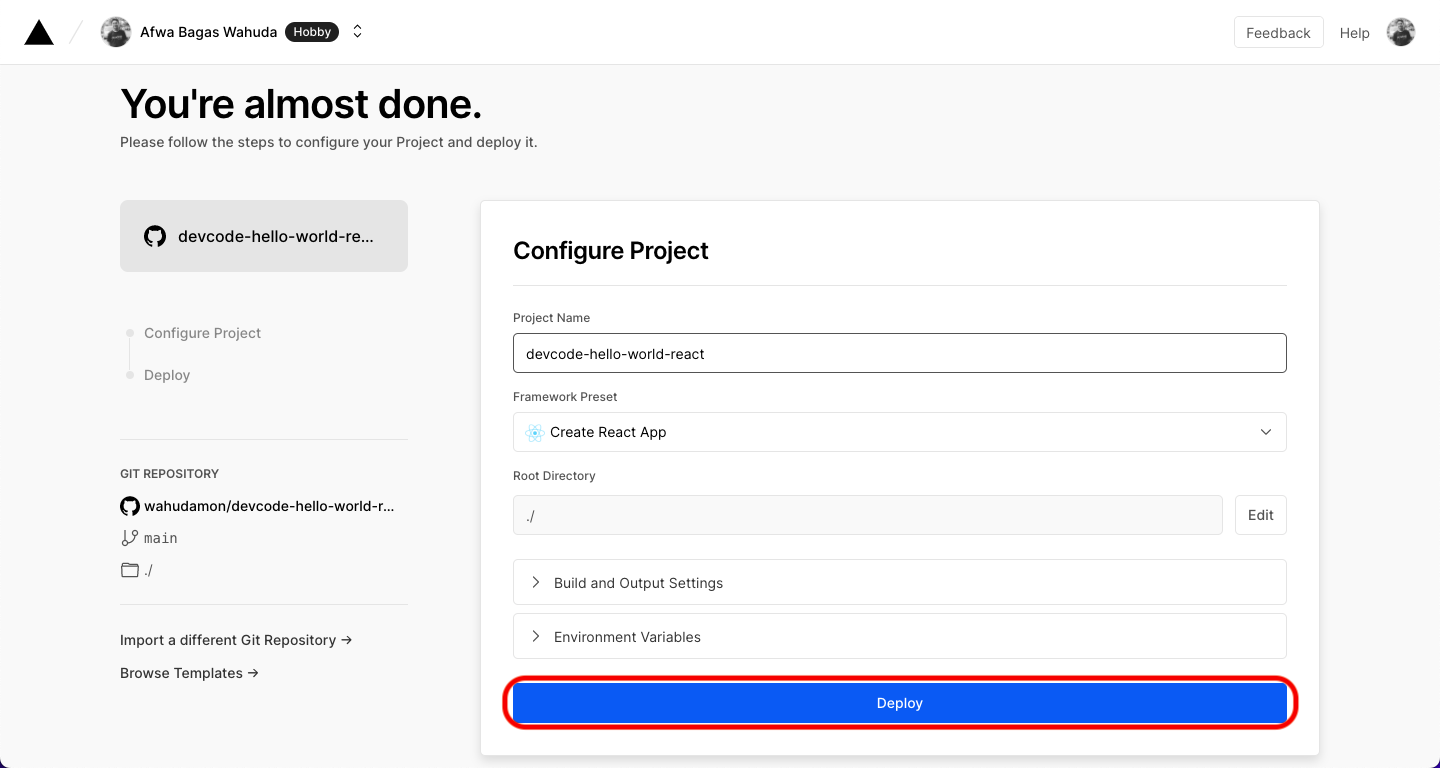 Afwa Bagas Wahuda Hobby
Feedback Help
You're almost done.
Please follow the steps to configure your Project and deploy it.
devcode-hello-world-re...
Configure Project
Deploy
GIT REPOSITORY
wahudamon/devcode-hello-world-r...
main
./
Import a different Git Repository →
Browse Templates →
Configure Project
Project Name
devcode-hello-world-react
Framework Preset
Create React App
Root Directory
./
Edit
Build and Output Settings
Environment Variables
Deploy